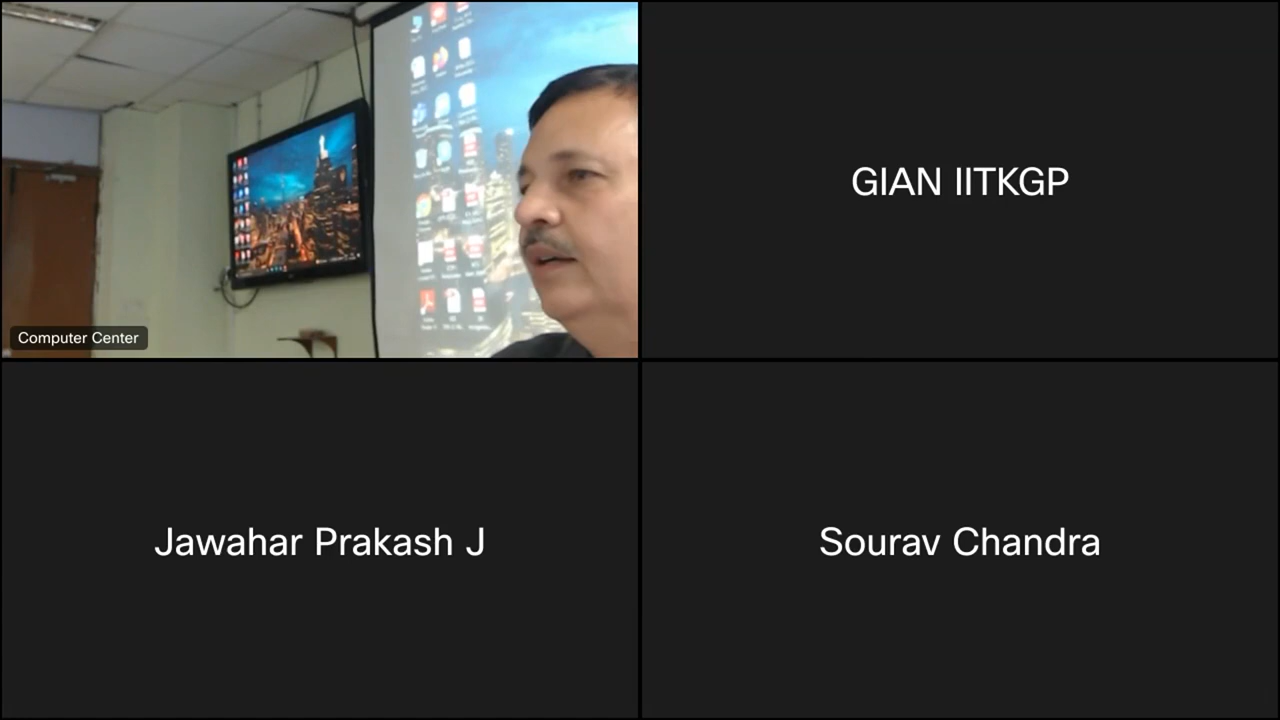 Computer Center
GIAN IITKGP
Jawahar Prakash J
Sourav Chandra